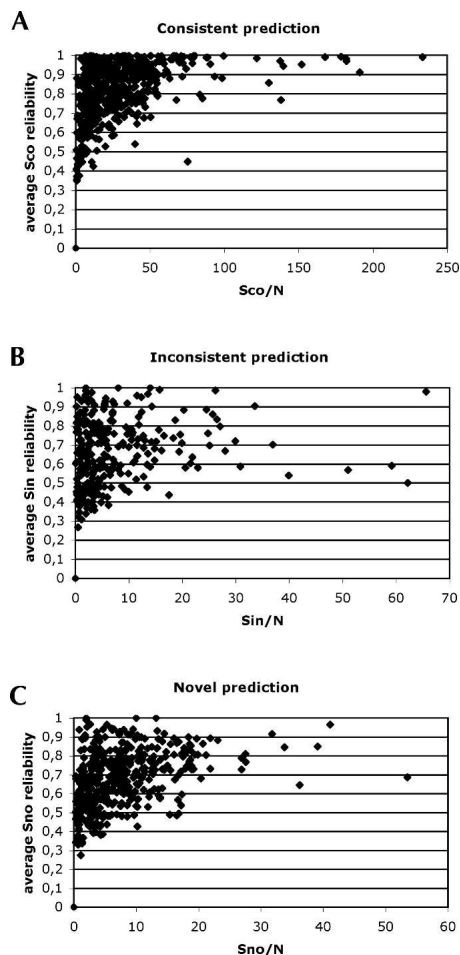 A
Consistent prediction
average Sco reliability
1
0,9
0,8
0,7
0,6
0,5
0,4
0,3
0,2
0,1
0
0 50 100 150 200 250
Sco/N
B
Inconsistent prediction
average Sin reliability
1
0,9
0,8
0,7
0,6
0,5
0,4
0,3
0,2
0,1
0
0 10 20 30 40 50 60 70
Sin/N
C
Novel prediction
average Sno reliability
1
0,9
0,8
0,7
0,6
0,5
0,4
0,3
0,2
0,1
0
0 10 20 30 40 50 60
Sno/N